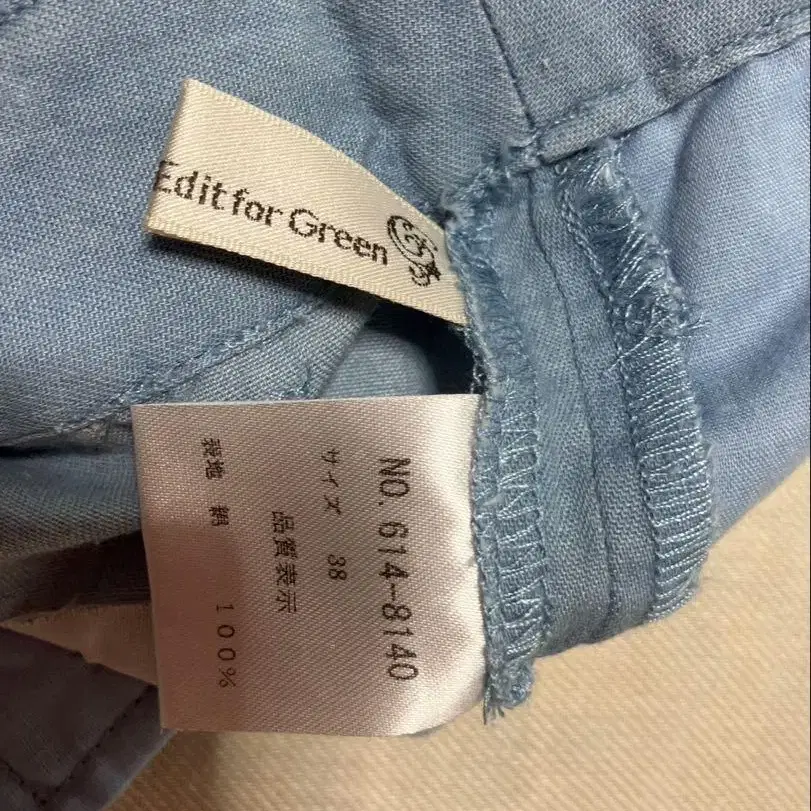 Edit for Green
NO. 614-8140
サイズ 38
品質表示
表地 綿 100%